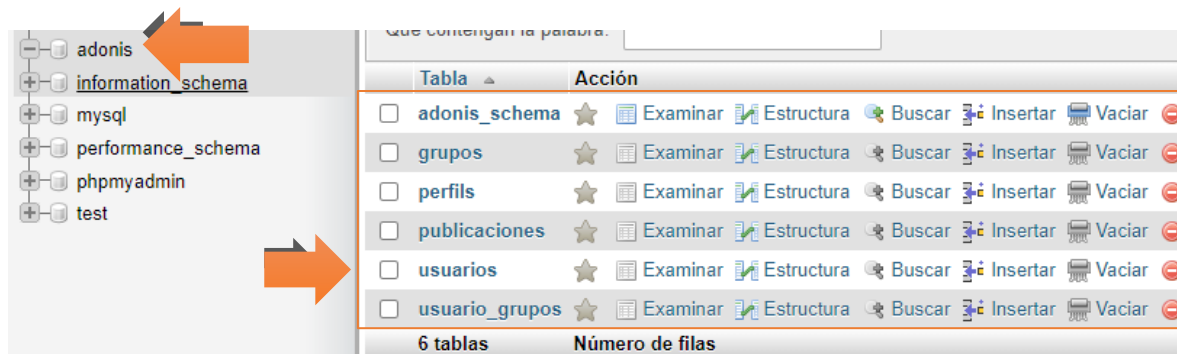 adonis
information_schema
mysql
performance_schema
phpmyadmin
test
Que contengan la palabra:
Tabla Acción
adonis_schema Examinar Estructura Buscar Insertar Vaciar
grupos Examinar Estructura Buscar Insertar Vaciar
perfils Examinar Estructura Buscar Insertar Vaciar
publicaciones Examinar Estructura Buscar Insertar Vaciar
usuarios Examinar Estructura Buscar Insertar Vaciar
usuario_grupos Examinar Estructura Buscar Insertar Vaciar
6 tablas Número de filas